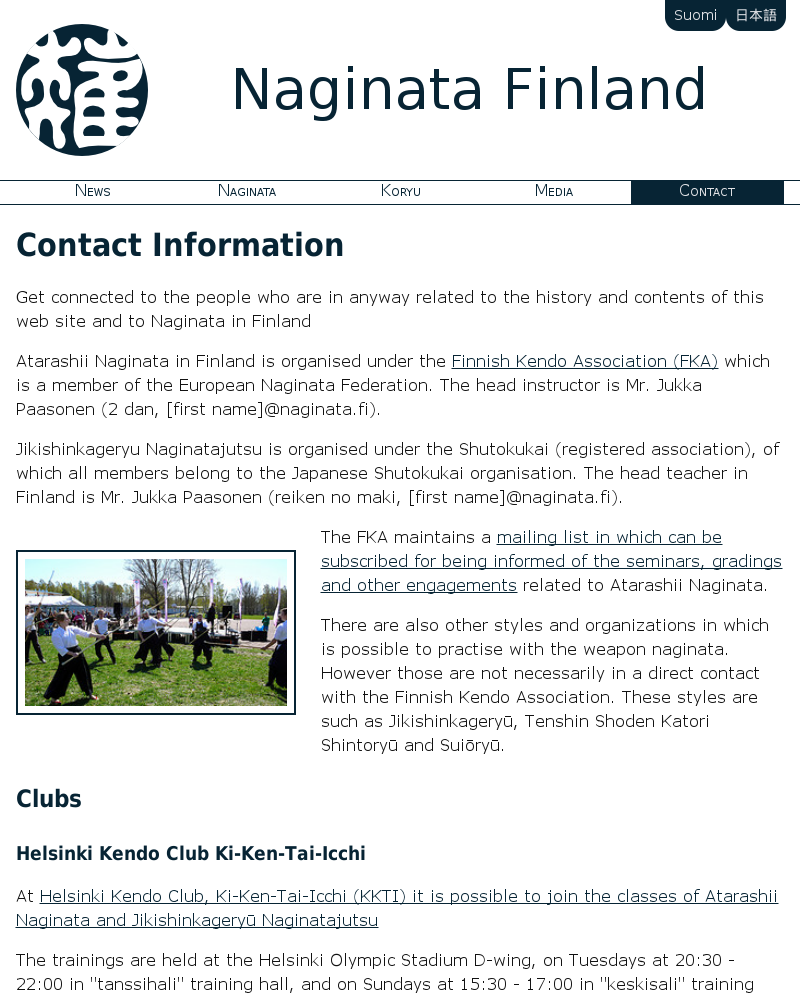 Suomi 日本語
Naginata Finland
News Naginata Koryu Media Contact
Contact Information
Get connected to the people who are in anyway related to the history and contents of this
web site and to Naginata in Finland
Atarashii Naginata in Finland is organised under the Finnish Kendo Association (FKA) which
is a member of the European Naginata Federation. The head instructor is Mr. Jukka
Paasonen (2 dan, [first name]@naginata.fi).
Jikishinkageryu Naginatajutsu is organised under the Shutokukai (registered association), of
which all members belong to the Japanese Shutokukai organisation. The head teacher in
Finland is Mr. Jukka Paasonen (reiken no maki, [first name]@naginata.fi).
The FKA maintains a mailing list in which can be
subscribed for being informed of the seminars, gradings
and other engagements related to Atarashii Naginata.
There are also other styles and organizations in which
is possible to practise with the weapon naginata.
However those are not necessarily in a direct contact
with the Finnish Kendo Association. These styles are
such as Jikishinkageryū, Tenshin Shoden Katori
Shintoryū and Suiōryū.
Clubs
Helsinki Kendo Club Ki-Ken-Tai-Icchi
At Helsinki Kendo Club, Ki-Ken-Tai-Icchi (KKTI) it is possible to join the classes of Atarashii
Naginata and Jikishinkageryū Naginatajutsu
The trainings are held at the Helsinki Olympic Stadium D-wing, on Tuesdays at 20:30 -
22:00 in "tanssihali" training hall, and on Sundays at 15:30 - 17:00 in "keskisali" training